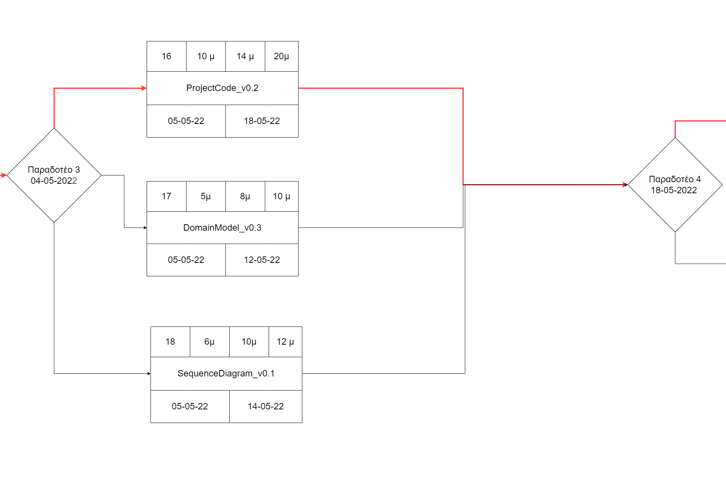 16 10 μ 14 μ 20μ
ProjectCode_v0.2
05-05-22 18-05-22
Παραδοτέο 3
04-05-2022
17 5μ 8μ 10 μ
DomainModel_v0.3
05-05-22 12-05-22
18 6μ 10μ 12 μ
SequenceDiagram_v0.1
05-05-22 14-05-22
Παραδοτέο 4
18-05-2022